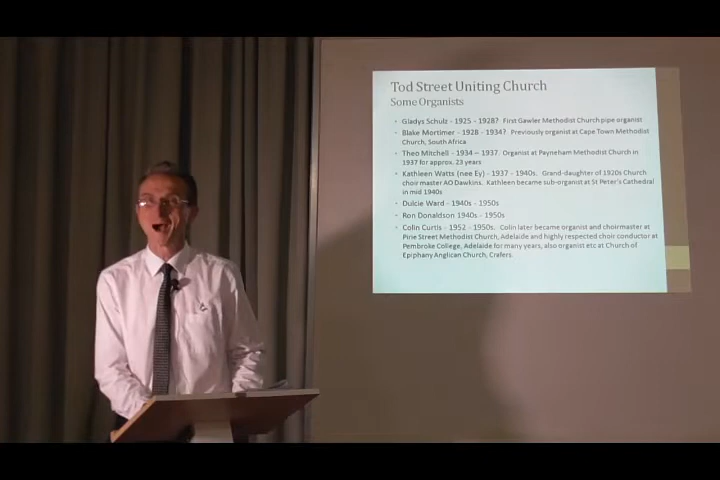 Tod Street Uniting Church
Some Organists
• Gladys Schulz - 1925 - 1928? First Gawler Methodist Church pipe organist
• Blake Mortimer - 1928 - 1934? Previously organist at Cape Town Methodist
Church, South Africa
• Theo Mitchell - 1934 – 1937. Organist at Payneham Methodist Church in
1937 for approx. 23 years
• Kathleen Watts (nee Ey) - 1937 - 1940s. Grand-daughter of 1920s Church
choir master AO Dawkins. Kathleen became sub-organist at St Peter's Cathedral
in mid 1940s
• Dulcie Ward - 1940s - 1950s
• Ron Donaldson 1940s - 1950s
• Colin Curtis - 1952 - 1950s. Colin later became organist and choirmaster at
Pirie Street Methodist Church, Adelaide and highly respected choir conductor at
Pembroke College, Adelaide for many years, also organist etc at Church of
Epiphany Anglican Church, Crafers.